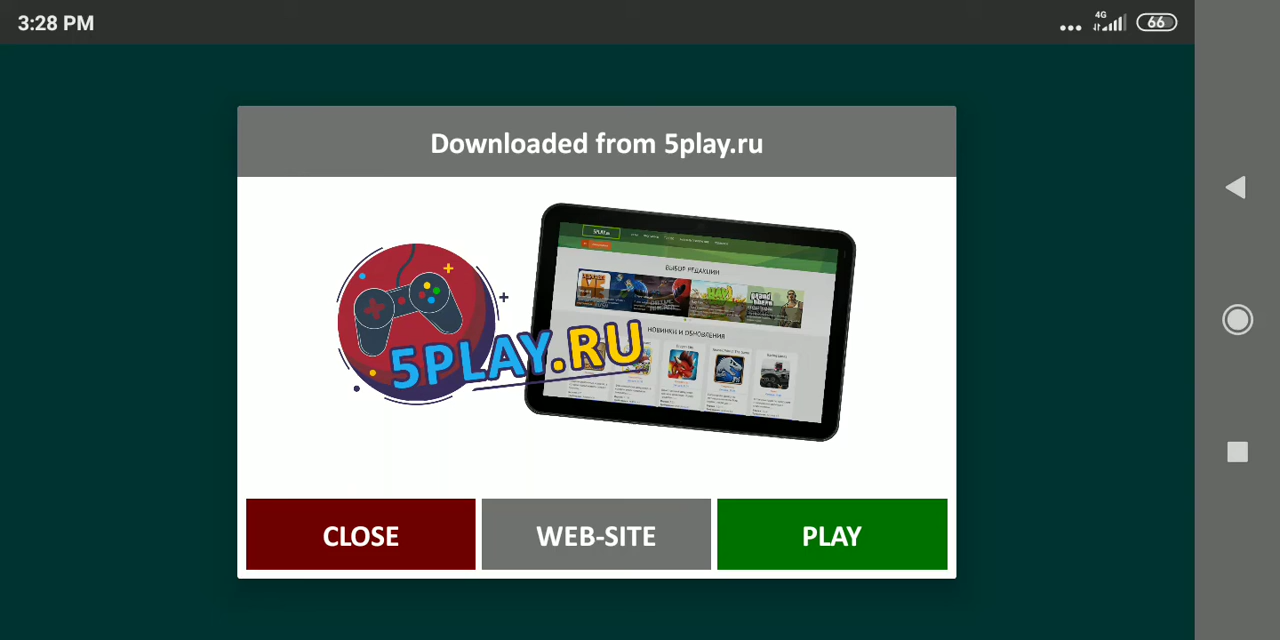 3:28 PM
4G
66
Downloaded from 5play.ru
ВЫБОР РЕДАКЦИИ
НОВИНКИ И ОБНОВЛЕНИЯ
5PLAY.RU
CLOSE
WEB-SITE
PLAY